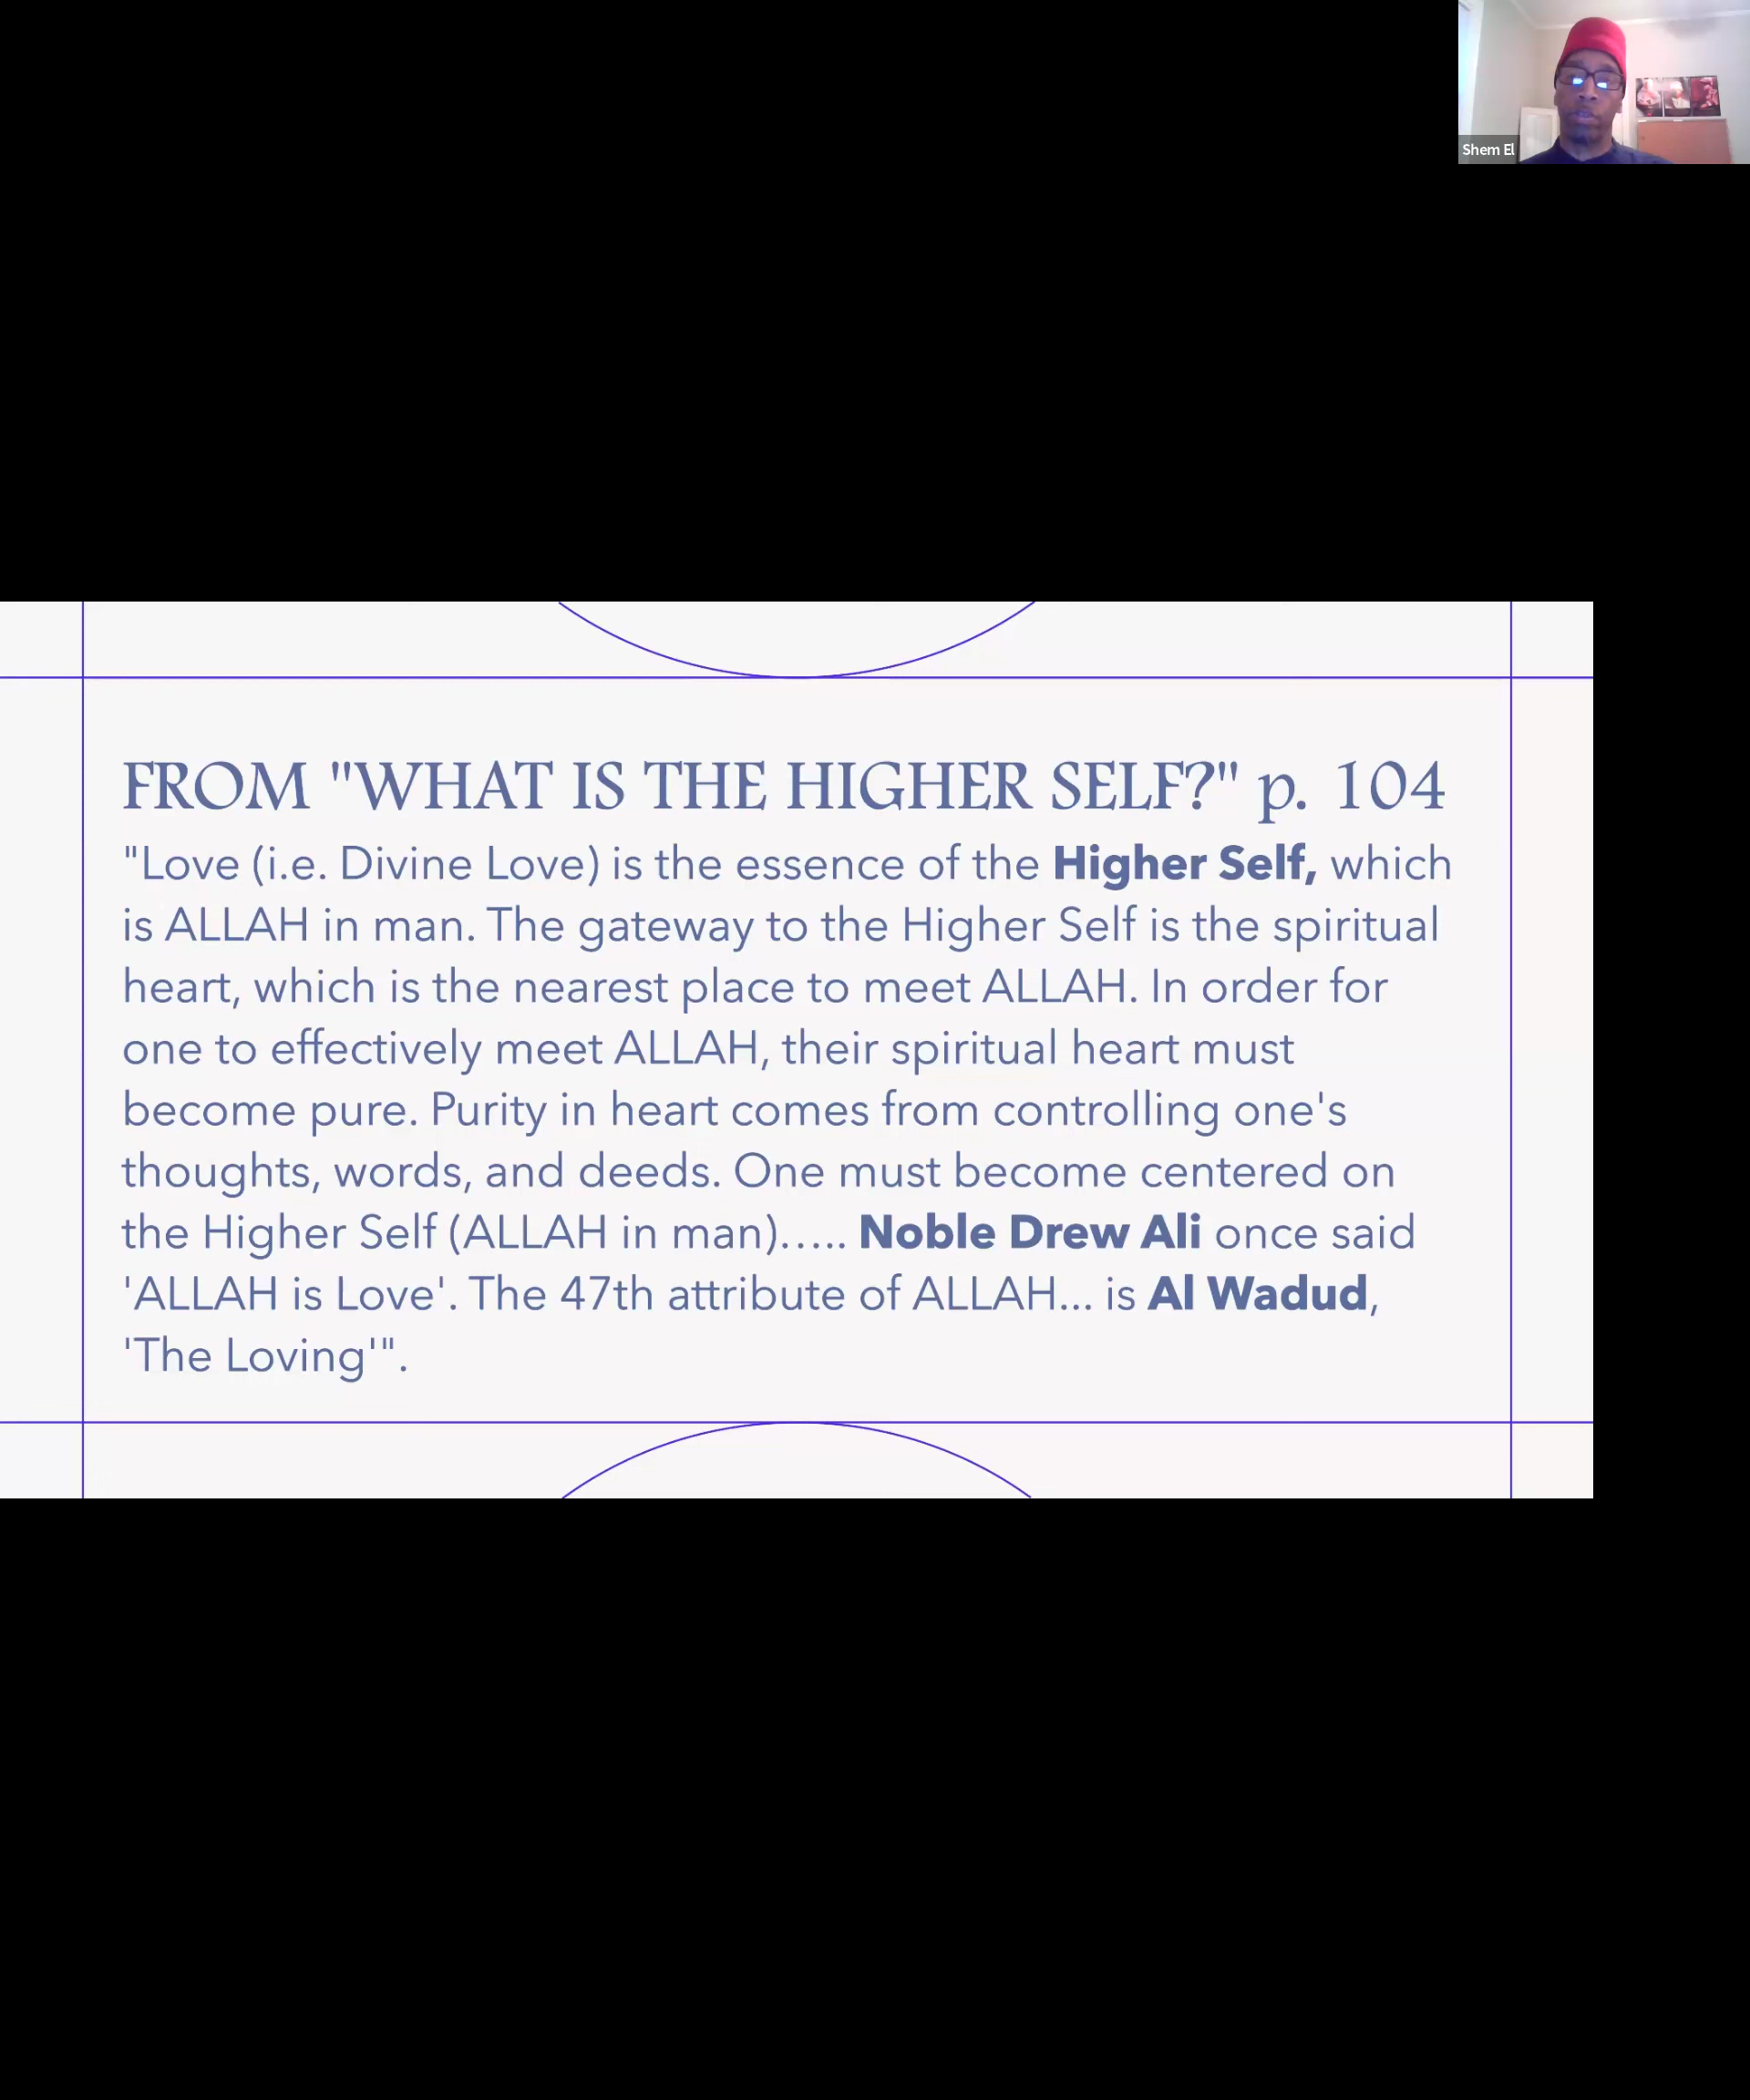 Shem El
FROM "WHAT IS THE HIGHER SELF?" p. 104
"Love (i.e. Divine Love) is the essence of the Higher Self, which
is ALLAH in man. The gateway to the Higher Self is the spiritual
heart, which is the nearest place to meet ALLAH. In order for
one to effectively meet ALLAH, their spiritual heart must
become pure. Purity in heart comes from controlling one's
thoughts, words, and deeds. One must become centered on
the Higher Self (ALLAH in man)..... Noble Drew Ali once said
'ALLAH is Love'. The 47th attribute of ALLAH... is Al Wadud,
'The Loving'".